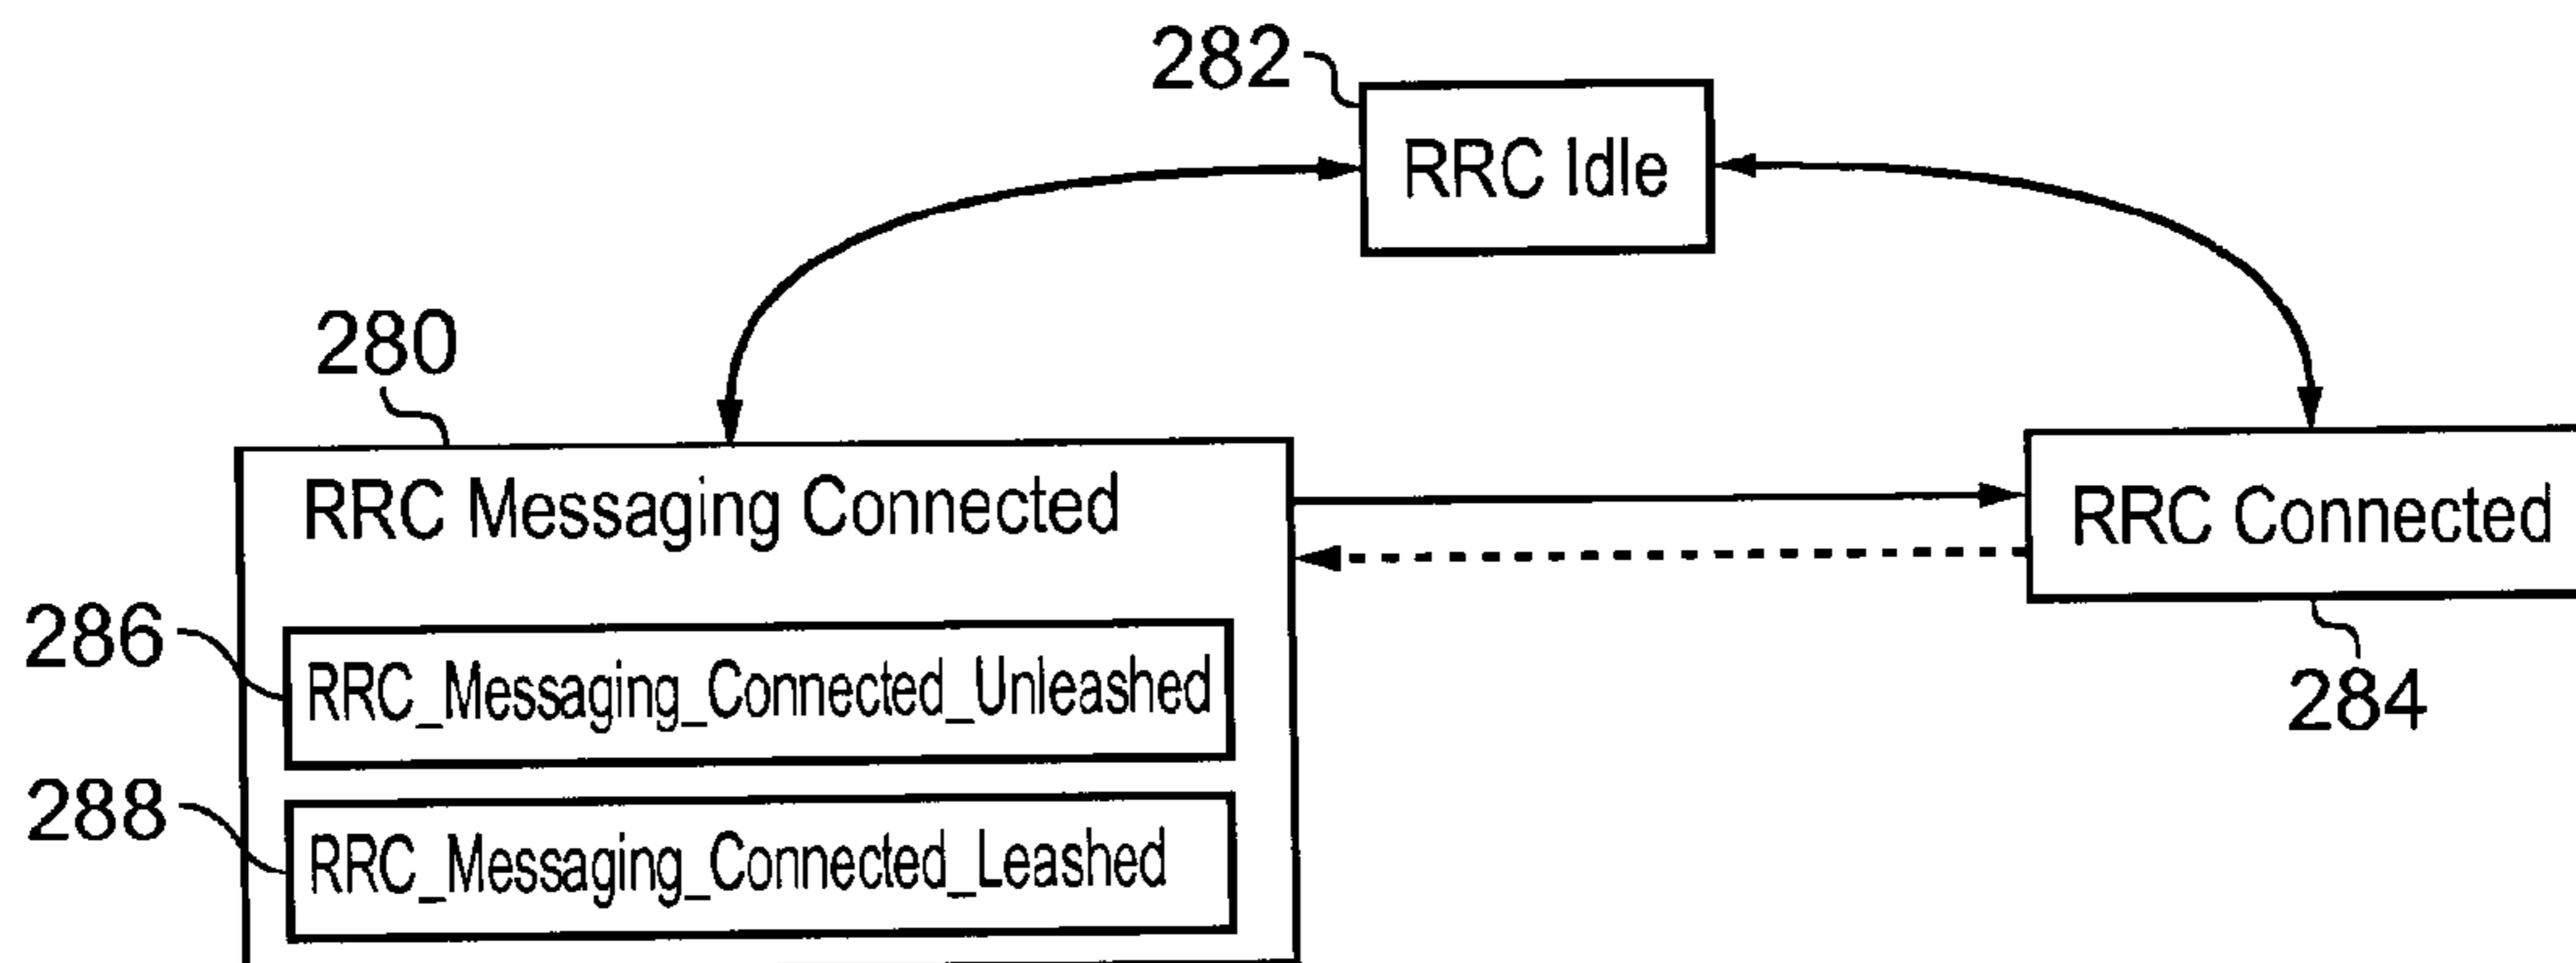 282
RRC Idle
280
RRC Messaging Connected
RRC Connected
286
RRC_Messaging_Connected_Unleashed
284
288
RRC_Messaging_Connected_Leashed